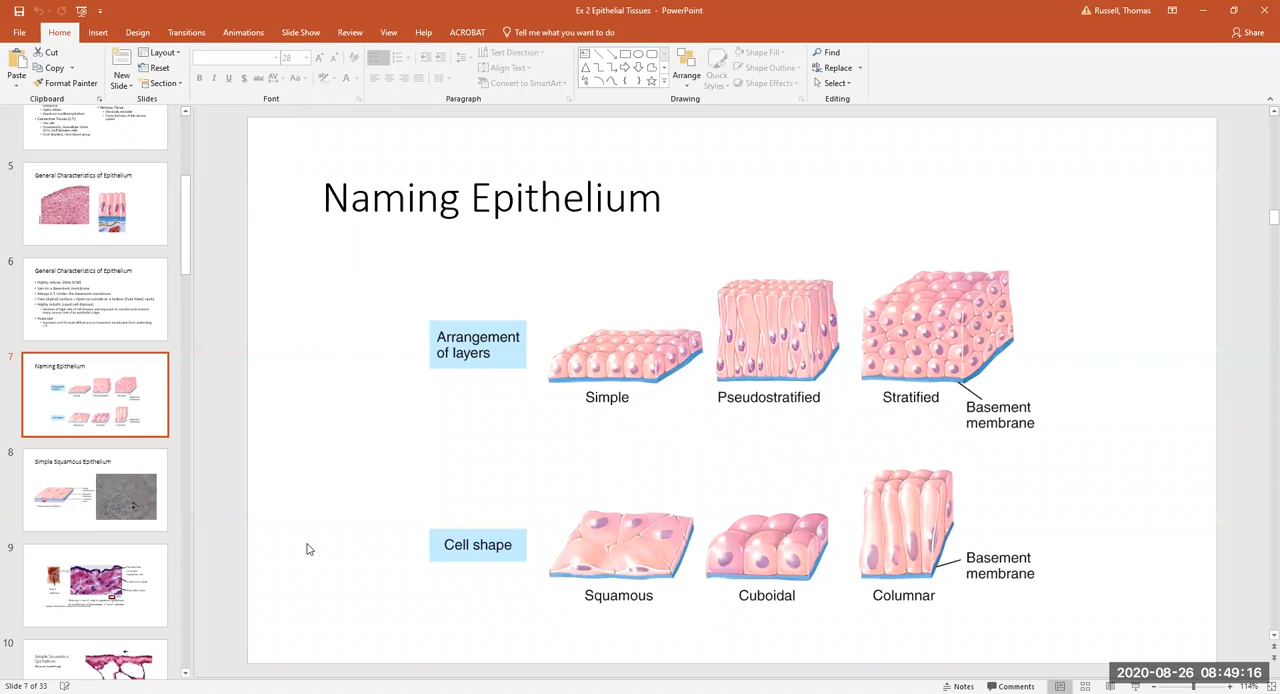 Ex 2 Epithelial Tissues - PowerPoint
Russell, Thomas
File Home Insert Design Transitions Animations Slide Show Review View Help ACROBAT Tell me what you want to do Share
Paste
Cut
Copy
Format Painter
Clipboard
New Slide
Layout
Reset
Section
Slides
28
Font
Text Direction
Align Text
Convert to SmartArt
Paragraph
Arrange
Quick Styles
Shape Fill
Shape Outline
Shape Effects
Drawing
Find
Replace
Select
Editing
5
General Characteristics of Epithelium
6
General Characteristics of Epithelium
7
Naming Epithelium
8
Simple Squamous Epithelium
9
10
Simple Squamous
Epithelium
Naming Epithelium
Arrangement
of layers
Simple
Pseudostratified
Stratified
Basement
membrane
Cell shape
Squamous
Cuboidal
Columnar
Basement
membrane
Slide 7 of 33
Notes
Comments
114%
2020-08-26 08:49:16